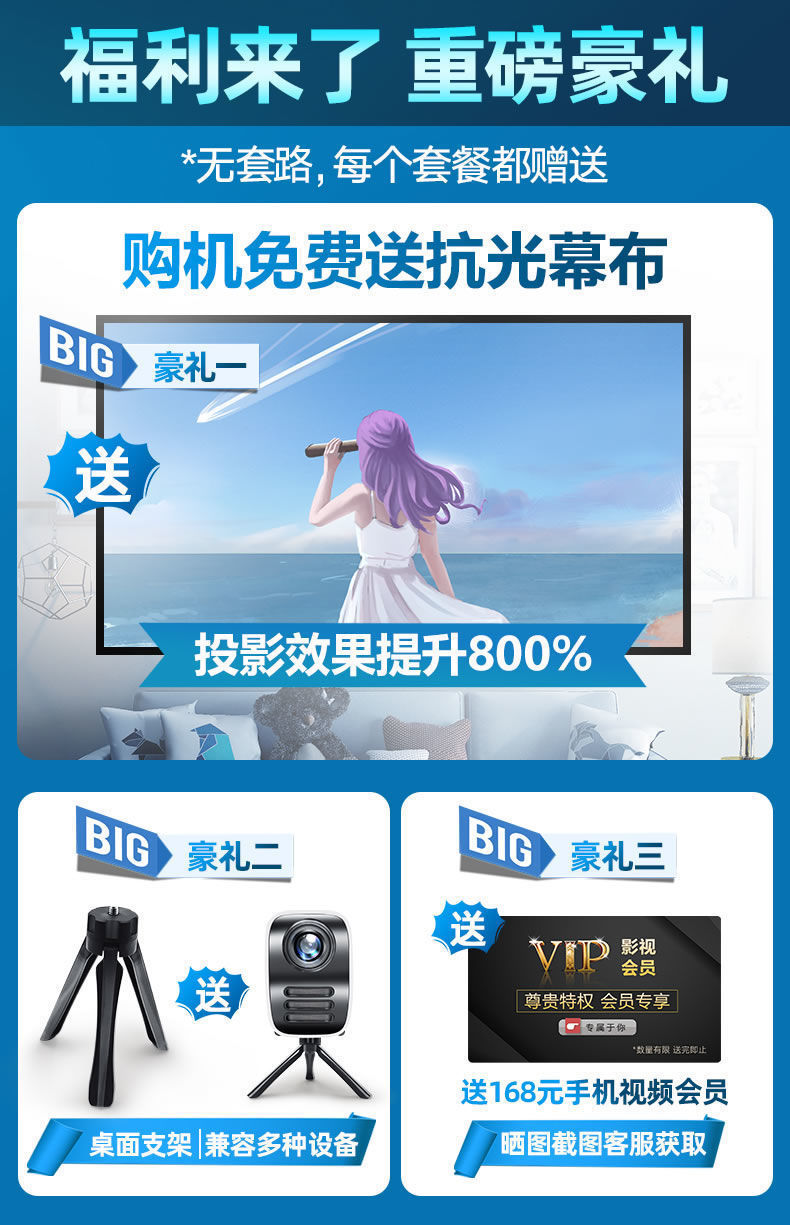 福利来了 重磅豪礼
*无套路，每个套餐都赠送
购机免费送抗光幕布
BIG
豪礼一
送
投影效果提升800%
BIG
豪礼二
送
桌面支架|兼容多种设备
BIG
豪礼三
送
VIP
影视
会员
尊贵特权 会员专享
专属于你
*数量有限 送完即止
送168元手机视频会员
晒图截图客服获取